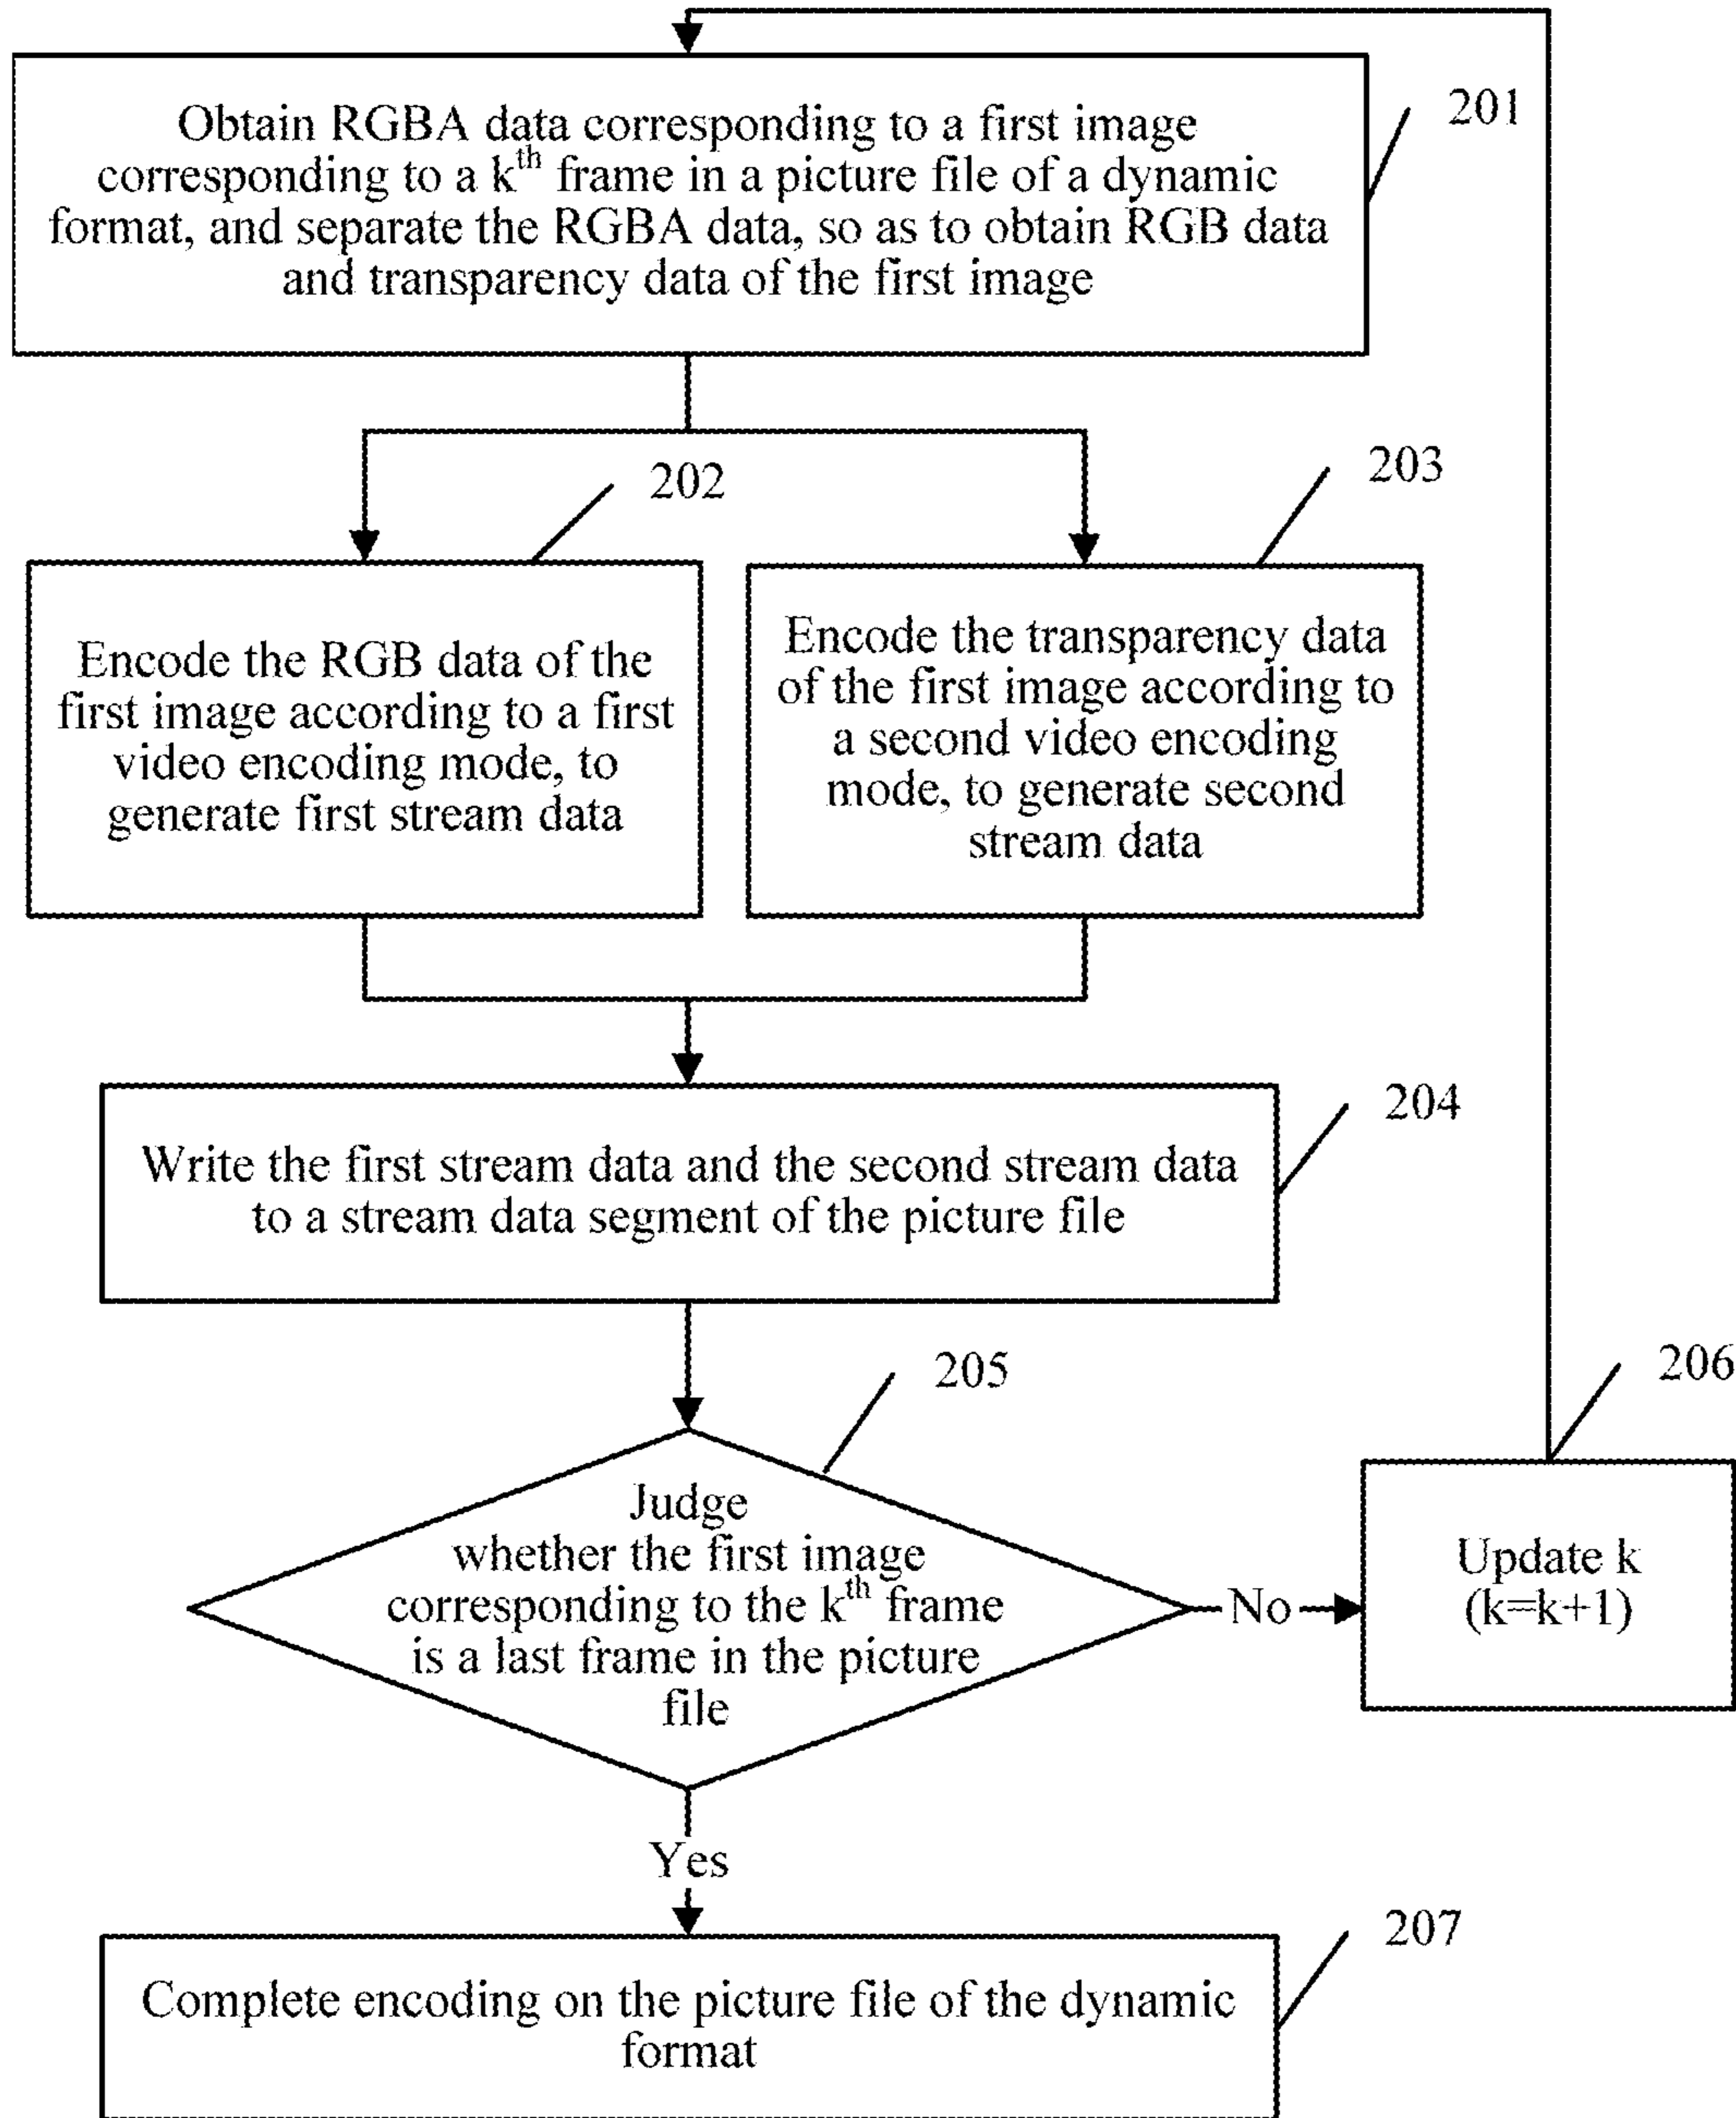 Obtain RGBA data corresponding to a first image
corresponding to a kth frame in a picture file of a dynamic
format, and separate the RGBA data, so as to obtain RGB data
and transparency data of the first image
201
202
203
Encode the RGB data of the
first image according to a first
video encoding mode, to
generate first stream data
Encode the transparency data
of the first image according to
a second video encoding
mode, to generate second
stream data
204
Write the first stream data and the second stream data
to a stream data segment of the picture file
205
206
Judge
whether the first image
corresponding to the kth frame
is a last frame in the picture
file
No
Update k
(k=k+1)
Yes
207
Complete encoding on the picture file of the dynamic
format